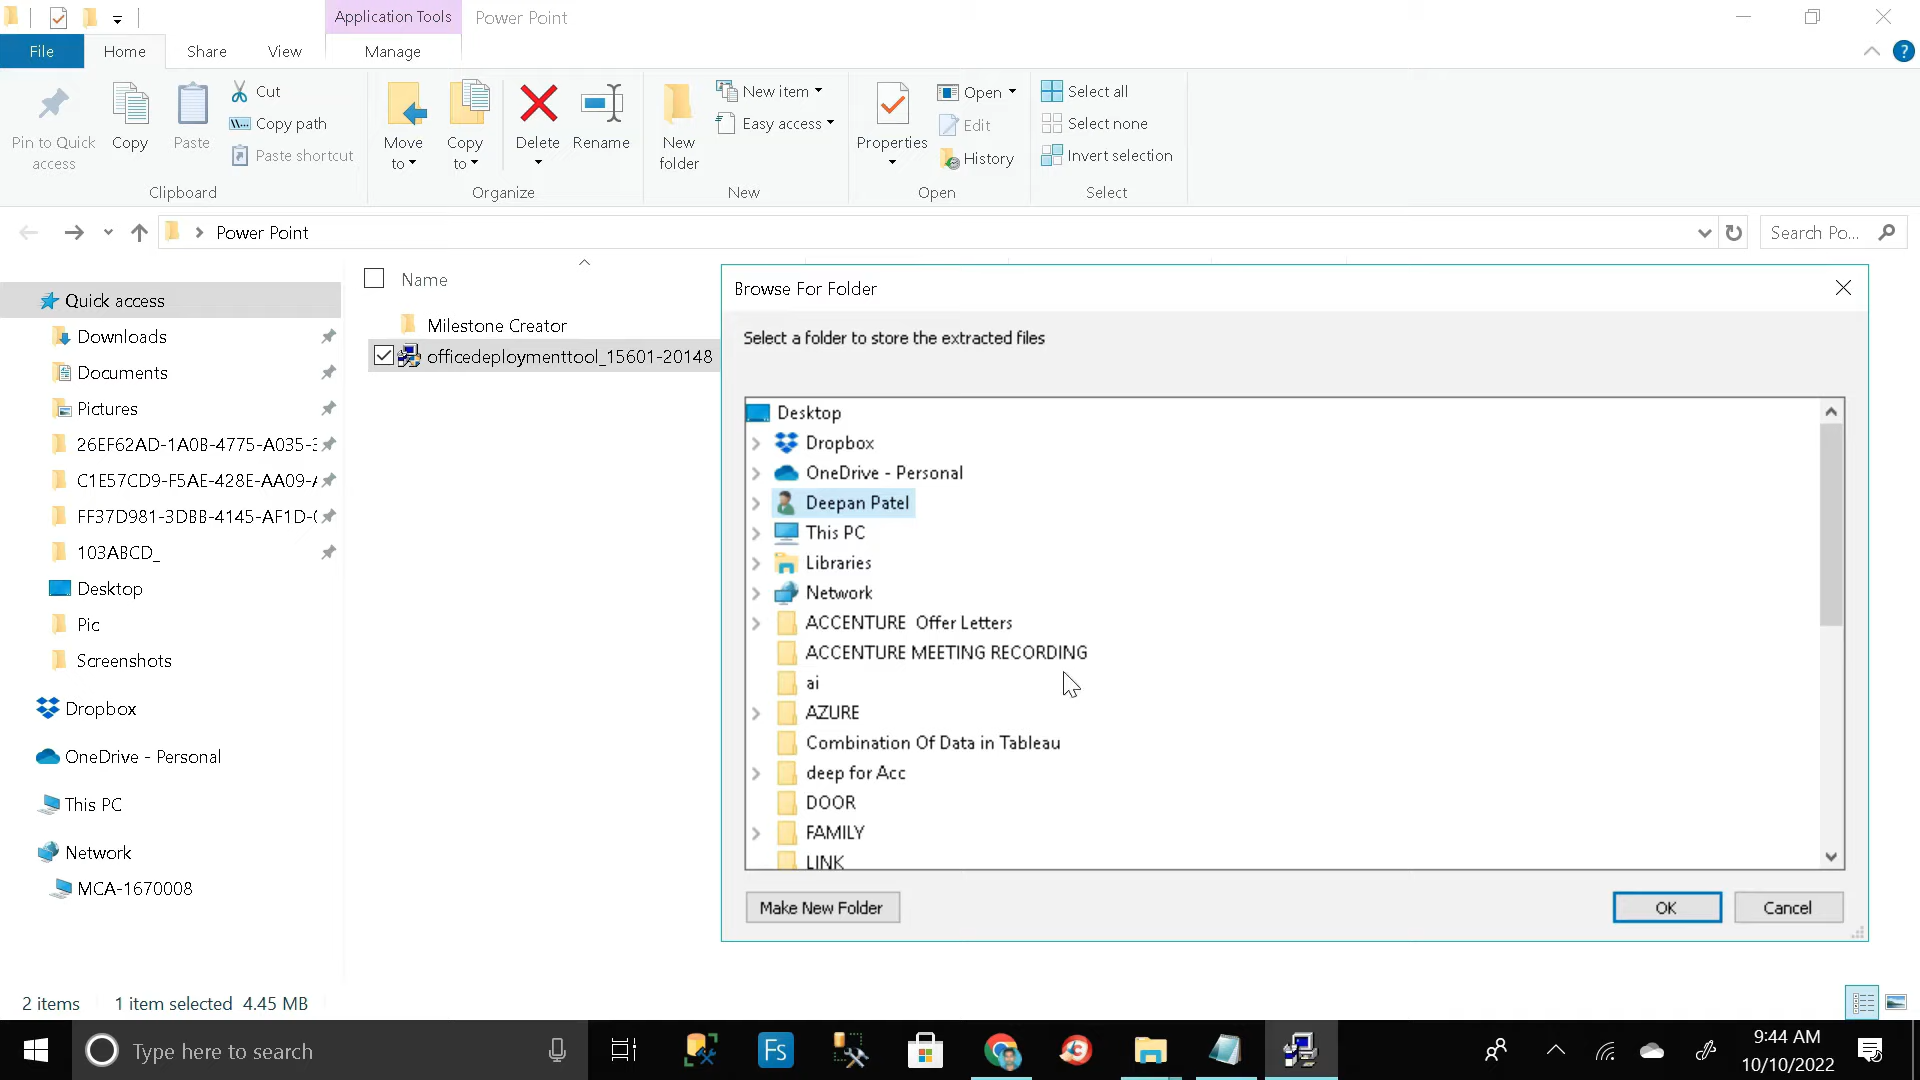 Application Tools
Power Point
File
Home
Share
View
Manage
Pin to Quick access
Copy
Paste
Cut
Copy path
Paste shortcut
Clipboard
Move to
Copy to
Delete
Rename
Organize
New folder
New item
Easy access
New
Properties
Open
Edit
History
Open
Select all
Select none
Invert selection
Select
Power Point
Search Po...
Quick access
Downloads
Documents
Pictures
26EF62AD-1A0B-4775-A035-
C1E57CD9-F5AE-428E-AA09-
FF37D981-3DBB-4145-AF1D-
103ABCD_
Desktop
Pic
Screenshots
Dropbox
OneDrive - Personal
This PC
Network
MCA-1670008
Name
Milestone Creator
officedeploymenttool_15601-20148
Browse For Folder
Select a folder to store the extracted files
Desktop
Dropbox
OneDrive - Personal
Deepan Patel
This PC
Libraries
Network
ACCENTURE  Offer Letters
ACCENTURE MEETING RECORDING
ai
AZURE
Combination Of Data in Tableau
deep for Acc
DOOR
FAMILY
LINK
Make New Folder
OK
Cancel
2 items
1 item selected 4.45 MB
Type here to search
Fs
9:44 AM
10/10/2022